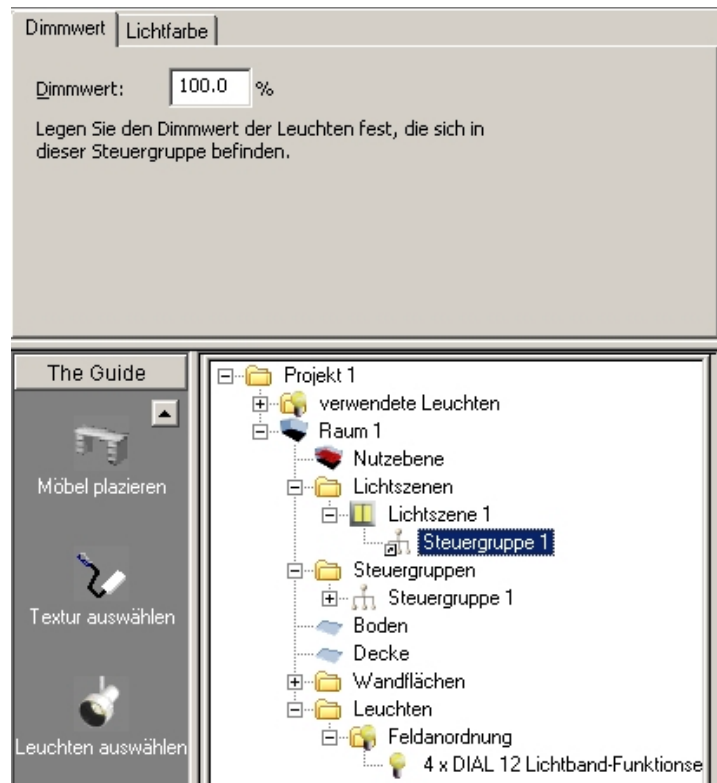 Dimmwert
Lichtfarbe
Dimmwert: 100.0 %
Legen Sie den Dimmwert der Leuchten fest, die sich in
dieser Steuergruppe befinden.
The Guide
Möbel plazieren
Textur auswählen
Leuchten auswählen
Projekt 1
verwendete Leuchten
Raum 1
Nutzebene
Lichtszenen
Lichtszene 1
Steuergruppe 1
Steuergruppen
Steuergruppe 1
Boden
Decke
Wandflächen
Leuchten
Feldanordnung
4 x DIAL 12 Lichtband-Funktionse